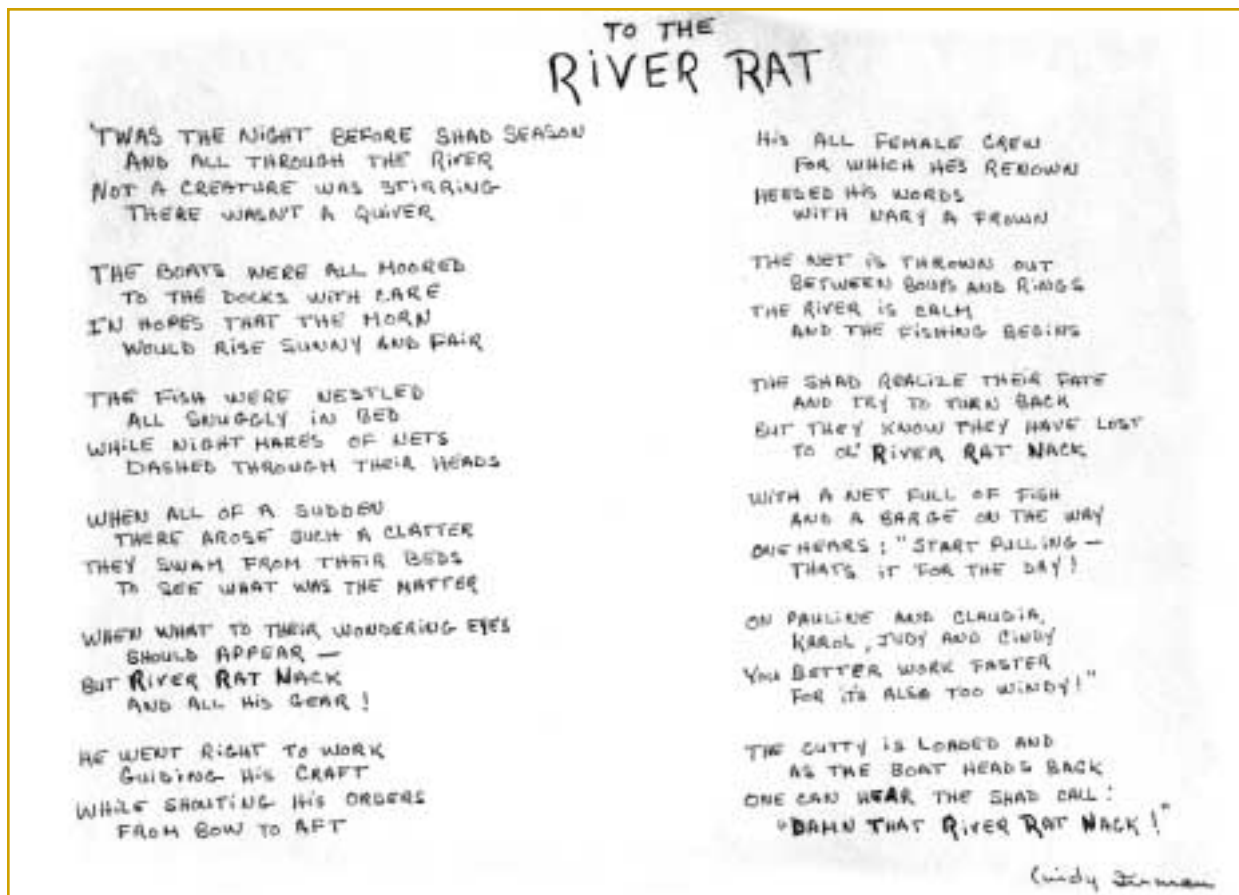 TO THE
RIVER RAT
'TWAS THE NIGHT BEFORE SHAD SEASON
AND ALL THROUGH THE RIVER
NOT A CREATURE WAS STIRRING
THERE WASN'T A QUIVER
THE BOATS WERE ALL MOORED
TO THE DOCKS WITH CARE
IN HOPES THAT THE MORN
WOULD RISE SUNNY AND FAIR
THE FISH WERE NESTLED
ALL SNUGGLY IN BED
WHILE NIGHT MARES OF NETS
DASHED THROUGH THEIR HEADS
WHEN ALL OF A SUDDEN
THERE AROSE SUCH A CLATTER
THEY SWAM FROM THEIR BEDS
TO SEE WHAT WAS THE MATTER
WHEN WHAT TO THEIR WONDERING EYES
SHOULD APPEAR —
BUT RIVER RAT NACK
AND ALL HIS GEAR!
HE WENT RIGHT TO WORK
GUIDING HIS CRAFT
WHILE SHOUTING HIS ORDERS
FROM BOW TO AFT
HIS ALL FEMALE CREW
FOR WHICH HES RENOWN
HEEDED HIS WORDS
WITH NARY A FROWN
THE NET IS THROWN OUT
BETWEEN AND RINGS
THE RIVER IS CALM
AND THE FISHING BEGINS
THE SHAD REALIZE THEIR FATE
AND TRY TO TURN BACK
BUT THEY KNOW THEY HAVE LOST
TO OL' RIVER RAT NACK
WITH A NET FULL OF FISH
AND A BARGE ON THE WAY
ONE HEARS: "START PULLING —
THATS IT FOR THE DAY!
ON PAULINE AND CLAUDIA,
KAROL, JUDY AND CINDY
YOU BETTER WORK FASTER
FOR IT'S ALSO TOO WINDY!"
THE CUTTY IS LOADED AND
AS THE BOAT HEADS BACK
ONE CAN HEAR THE SHAD CALL:
"DAMN THAT RIVER RAT NACK!"
Cindy